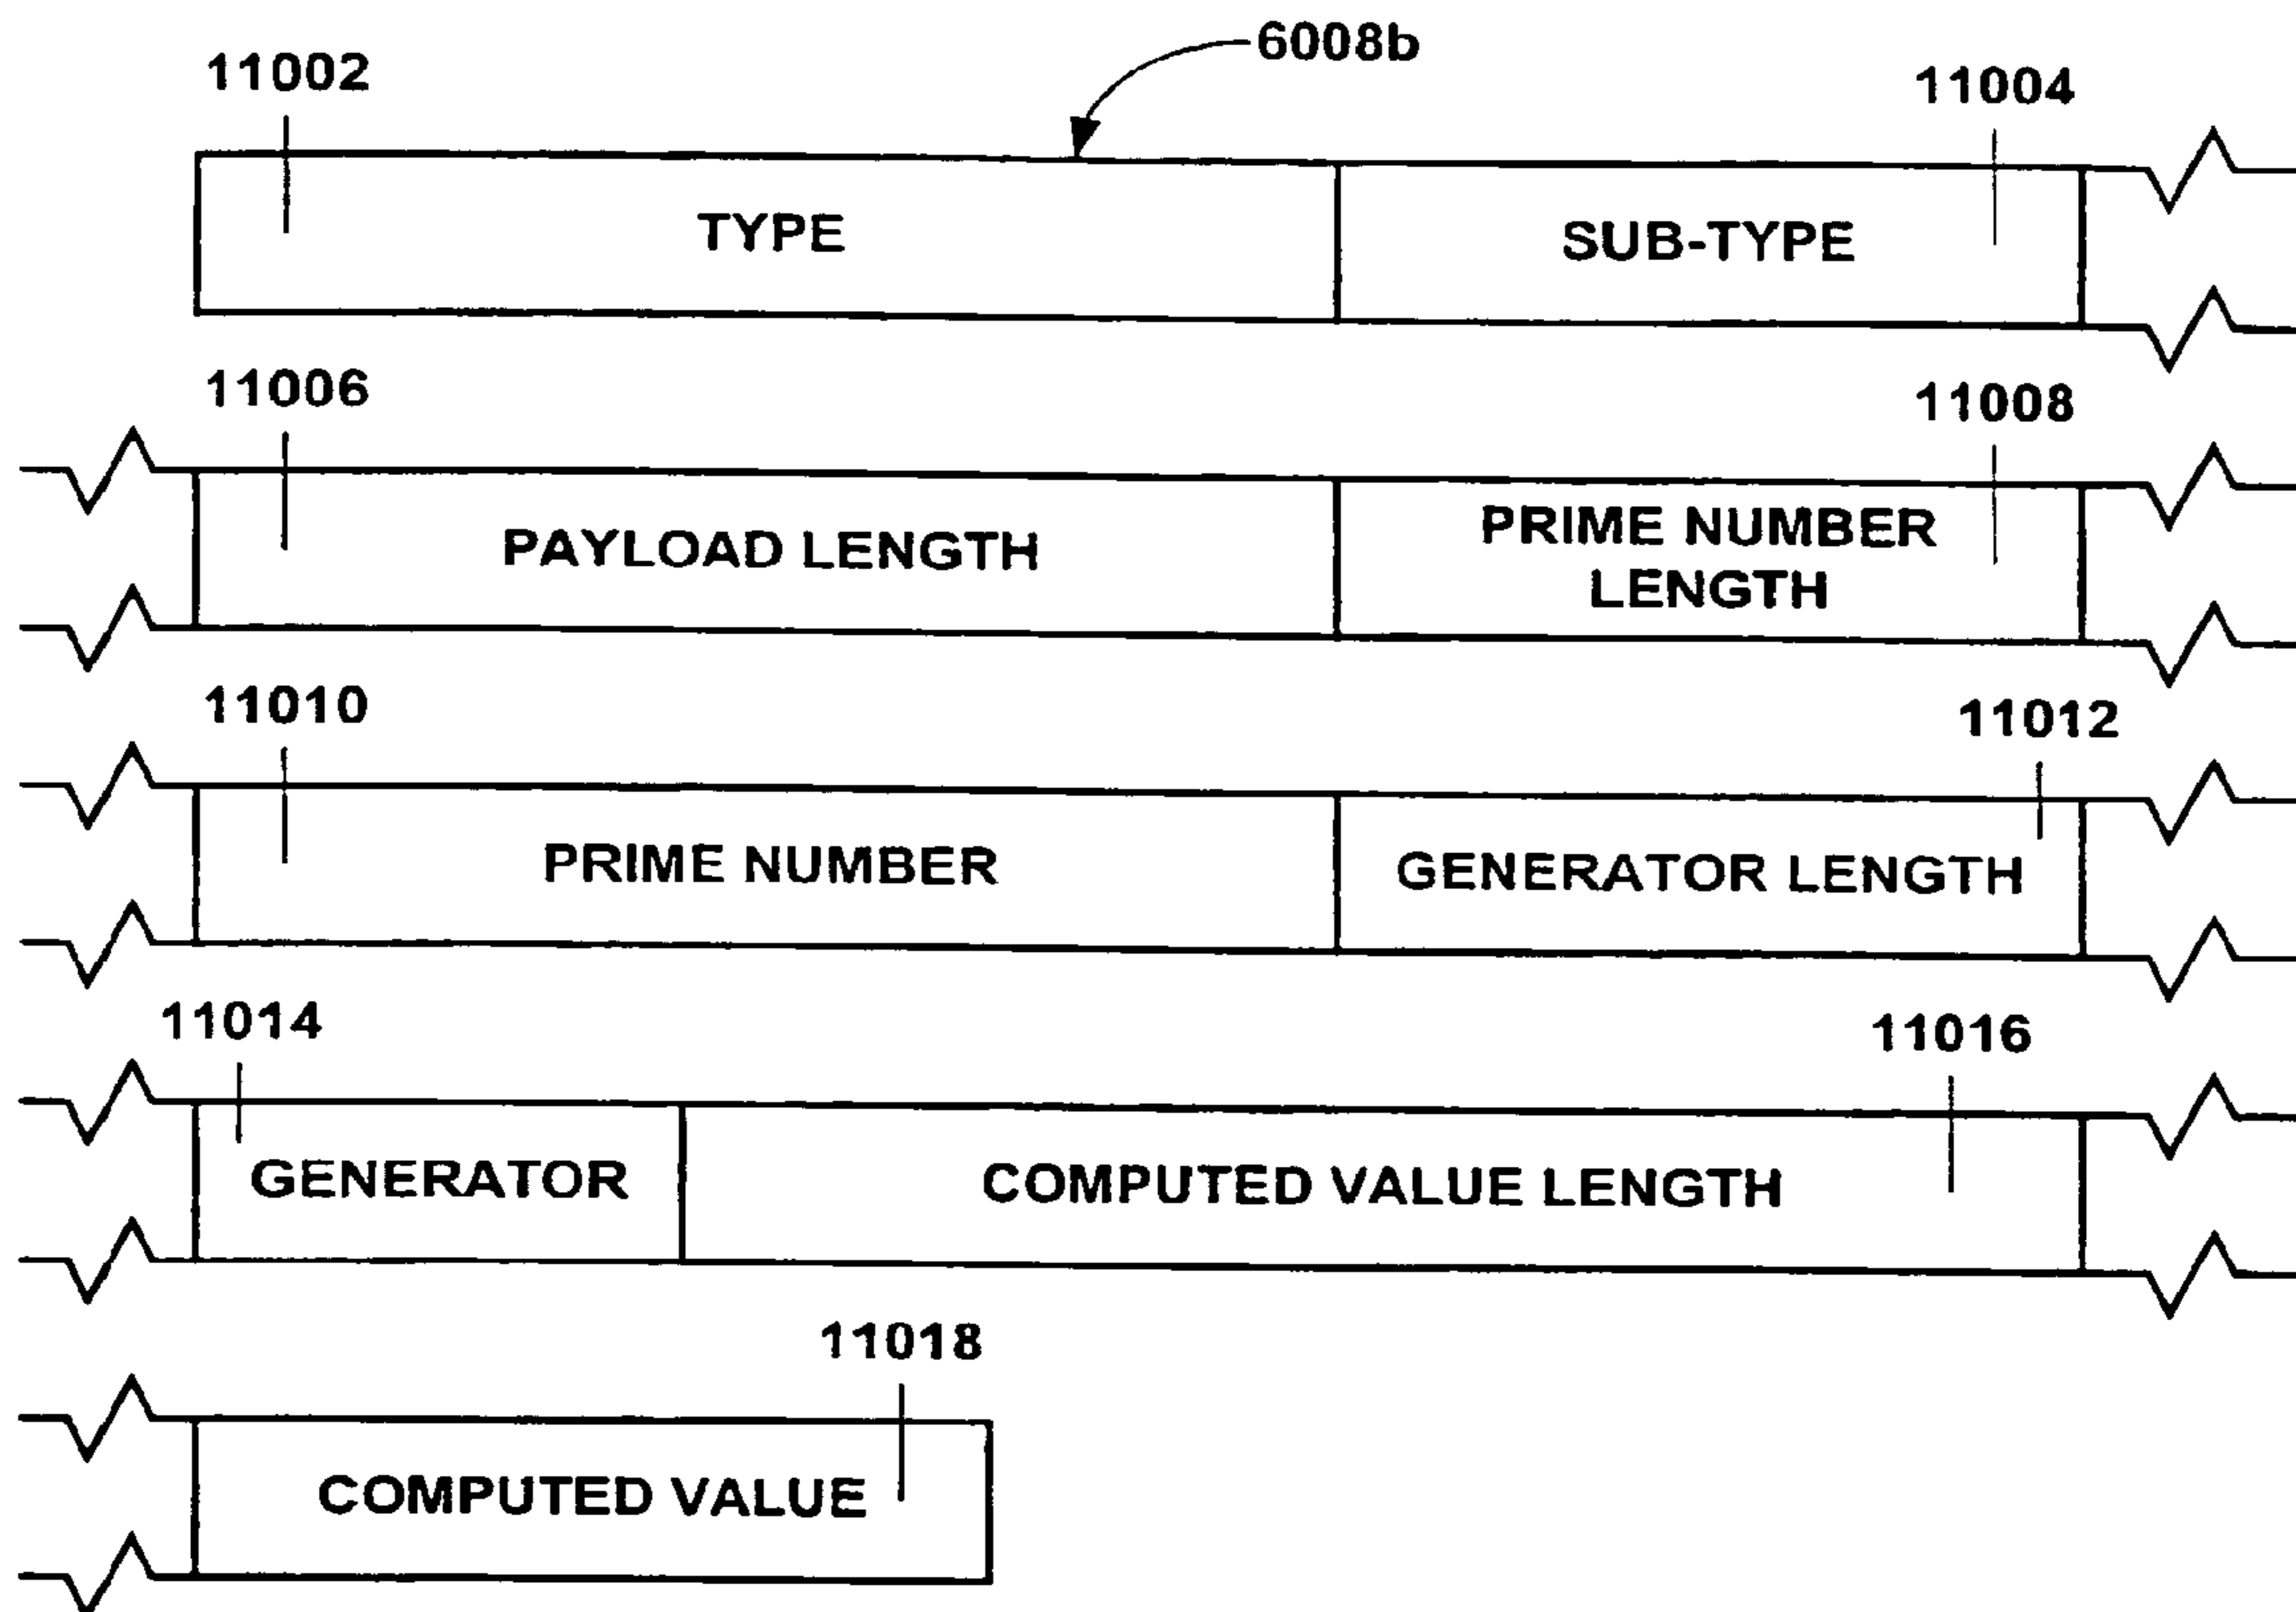 6008b
11002
11004
TYPE
SUB-TYPE
11006
11008
PAYLOAD LENGTH
PRIME NUMBER
LENGTH
11010
11012
PRIME NUMBER
GENERATOR LENGTH
11014
11016
GENERATOR
COMPUTED VALUE LENGTH
11018
COMPUTED VALUE